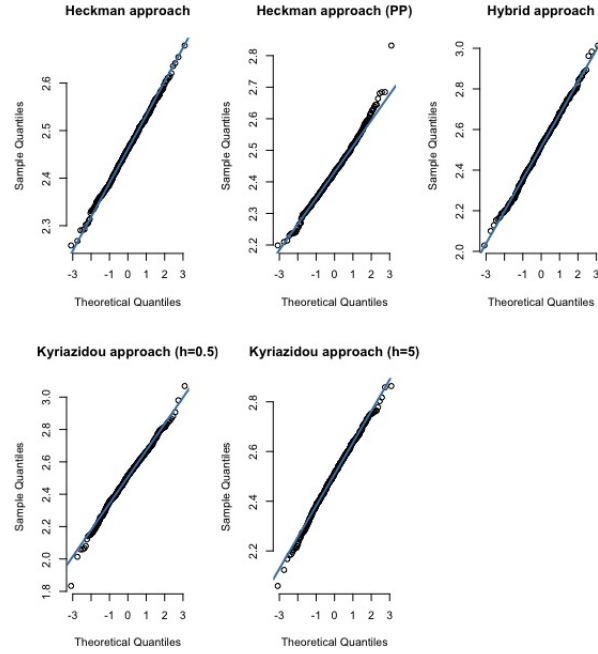 Heckman approach
Sample Quantiles
2.6
2.5
2.4
2.3
-3 -1 0 1 2 3
Theoretical Quantiles
Heckman approach (PP)
Sample Quantiles
2.8
2.7
2.6
2.5
2.4
2.3
2.2
-3 -1 0 1 2 3
Theoretical Quantiles
Hybrid approach
Sample Quantiles
3.0
2.8
2.6
2.4
2.2
2.0
-3 -1 0 1 2 3
Theoretical Quantiles
Kyriazidou approach (h=0.5)
Sample Quantiles
3.0
2.8
2.6
2.4
2.2
2.0
1.8
-3 -1 0 1 2 3
Theoretical Quantiles
Kyriazidou approach (h=5)
Sample Quantiles
2.8
2.6
2.4
2.2
-3 -1 0 1 2 3
Theoretical Quantiles